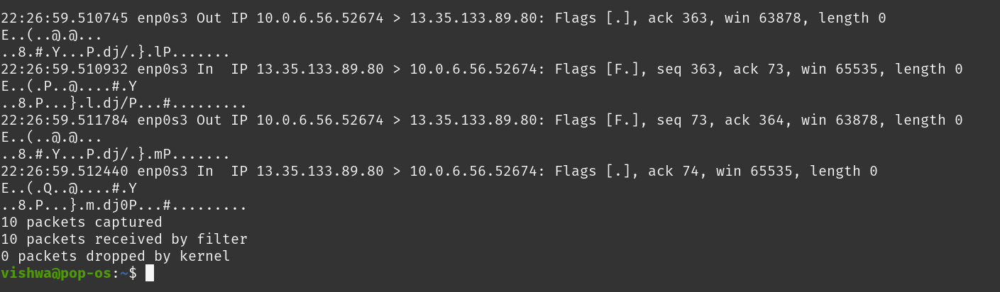 22:26:59.510745 enp0s3 Out IP 10.0.6.56.52674 > 13.35.133.89.80: Flags [.], ack 363, win 63878, length 0
E..(..@.@...
..8.#.Y...P.dj/.}.lP.......
22:26:59.510932 enp0s3 In  IP 13.35.133.89.80 > 10.0.6.56.52674: Flags [F.], seq 363, ack 73, win 65535, length 0
E..(.P..@....#.Y
..8.P...}.l.dj/P...#.........
22:26:59.511784 enp0s3 Out IP 10.0.6.56.52674 > 13.35.133.89.80: Flags [F.], seq 73, ack 364, win 63878, length 0
E..(..@.@...
..8.#.Y...P.dj/.}.mP.......
22:26:59.512440 enp0s3 In  IP 13.35.133.89.80 > 10.0.6.56.52674: Flags [.], ack 74, win 65535, length 0
E..(.Q..@....#.Y
..8.P...}.m.dj0P...#.........
10 packets captured
10 packets received by filter
0 packets dropped by kernel
vishwa@pop-os:~$